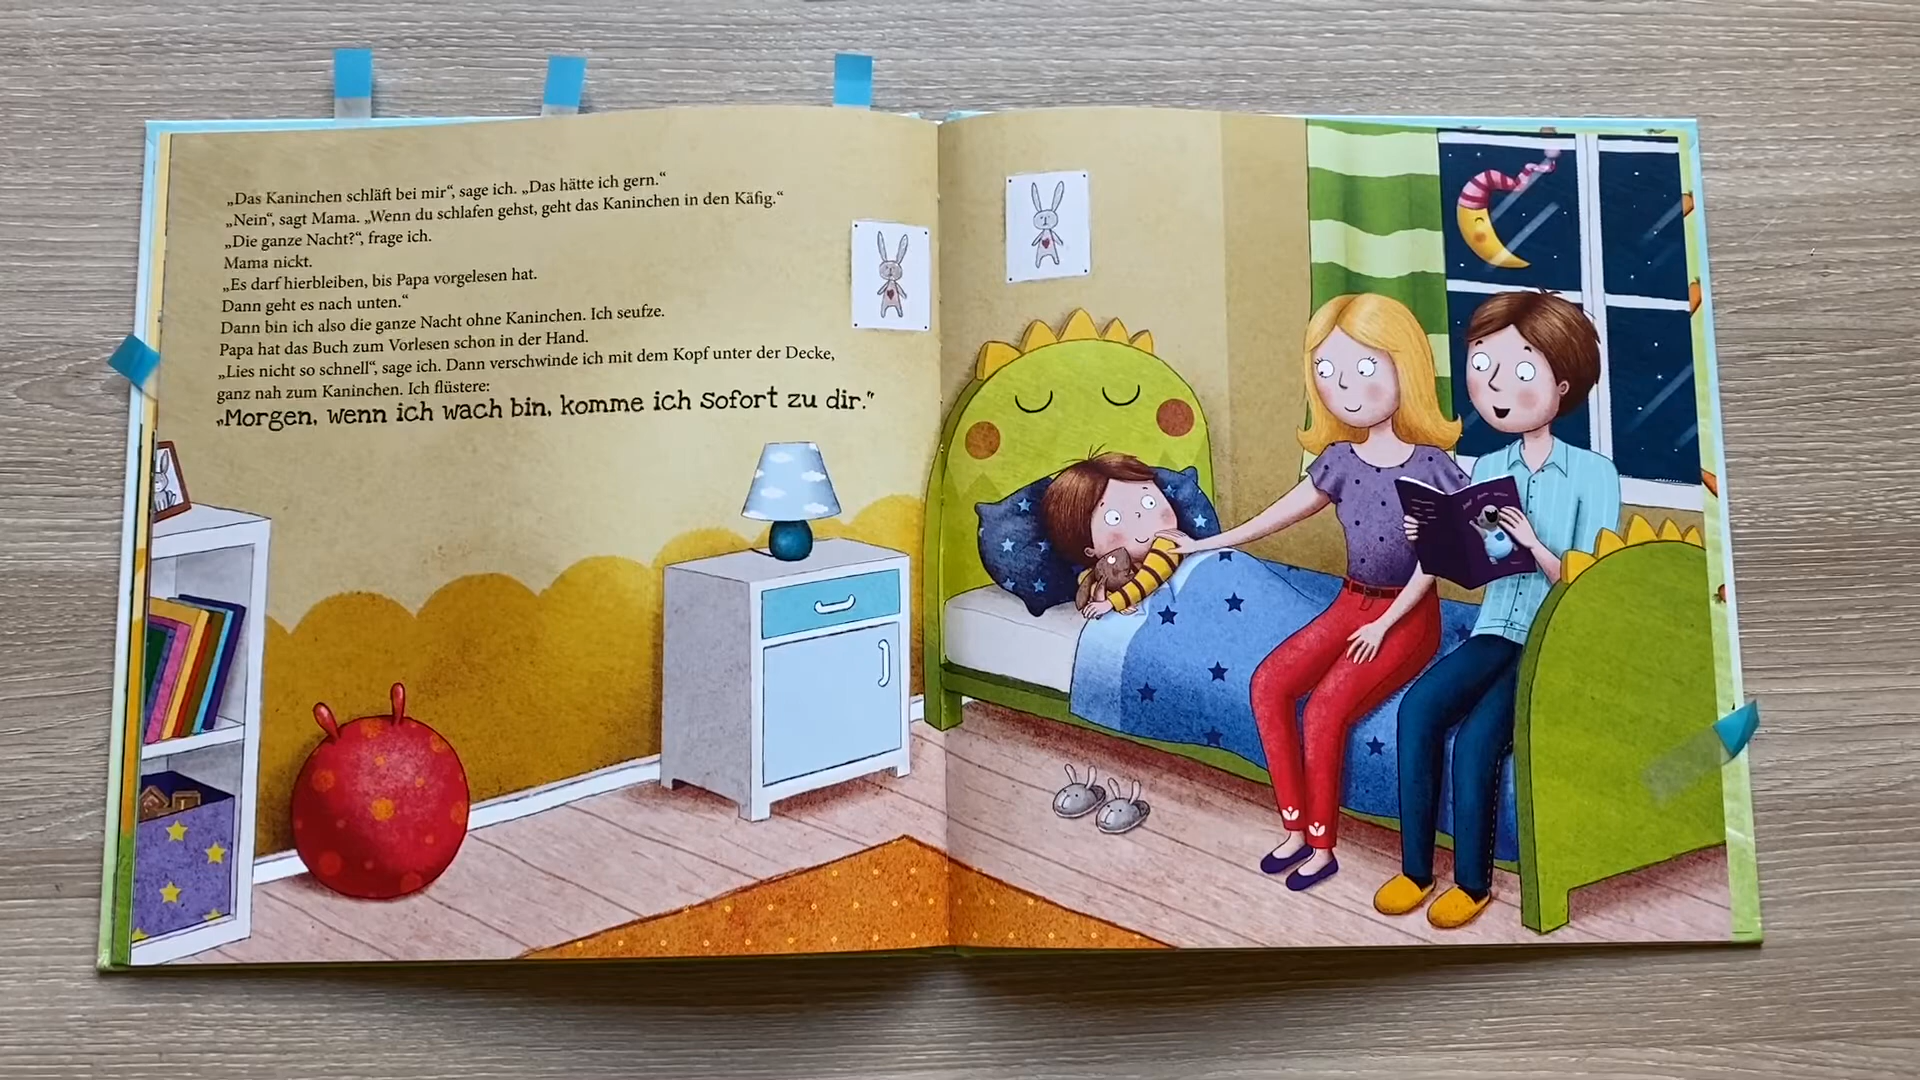 „Das Kaninchen schläft bei mir“, sage ich. „Das hätte ich gern.“
„Nein“, sagt Mama. „Wenn du schlafen gehst, geht das Kaninchen in den Käfig.“
„Die ganze Nacht?“, frage ich.
Mama nickt.
„Es darf hierbleiben, bis Papa vorgelesen hat.
Dann geht es nach unten.“
Dann bin ich also die ganze Nacht ohne Kaninchen. Ich seufze.
Papa hat das Buch zum Vorlesen schon in der Hand.
„Lies nicht so schnell“, sage ich. Dann verschwinde ich mit dem Kopf unter der Decke,
ganz nah zum Kaninchen. Ich flüstere:
„Morgen, wenn ich wach bin, komme ich sofort zu dir.“